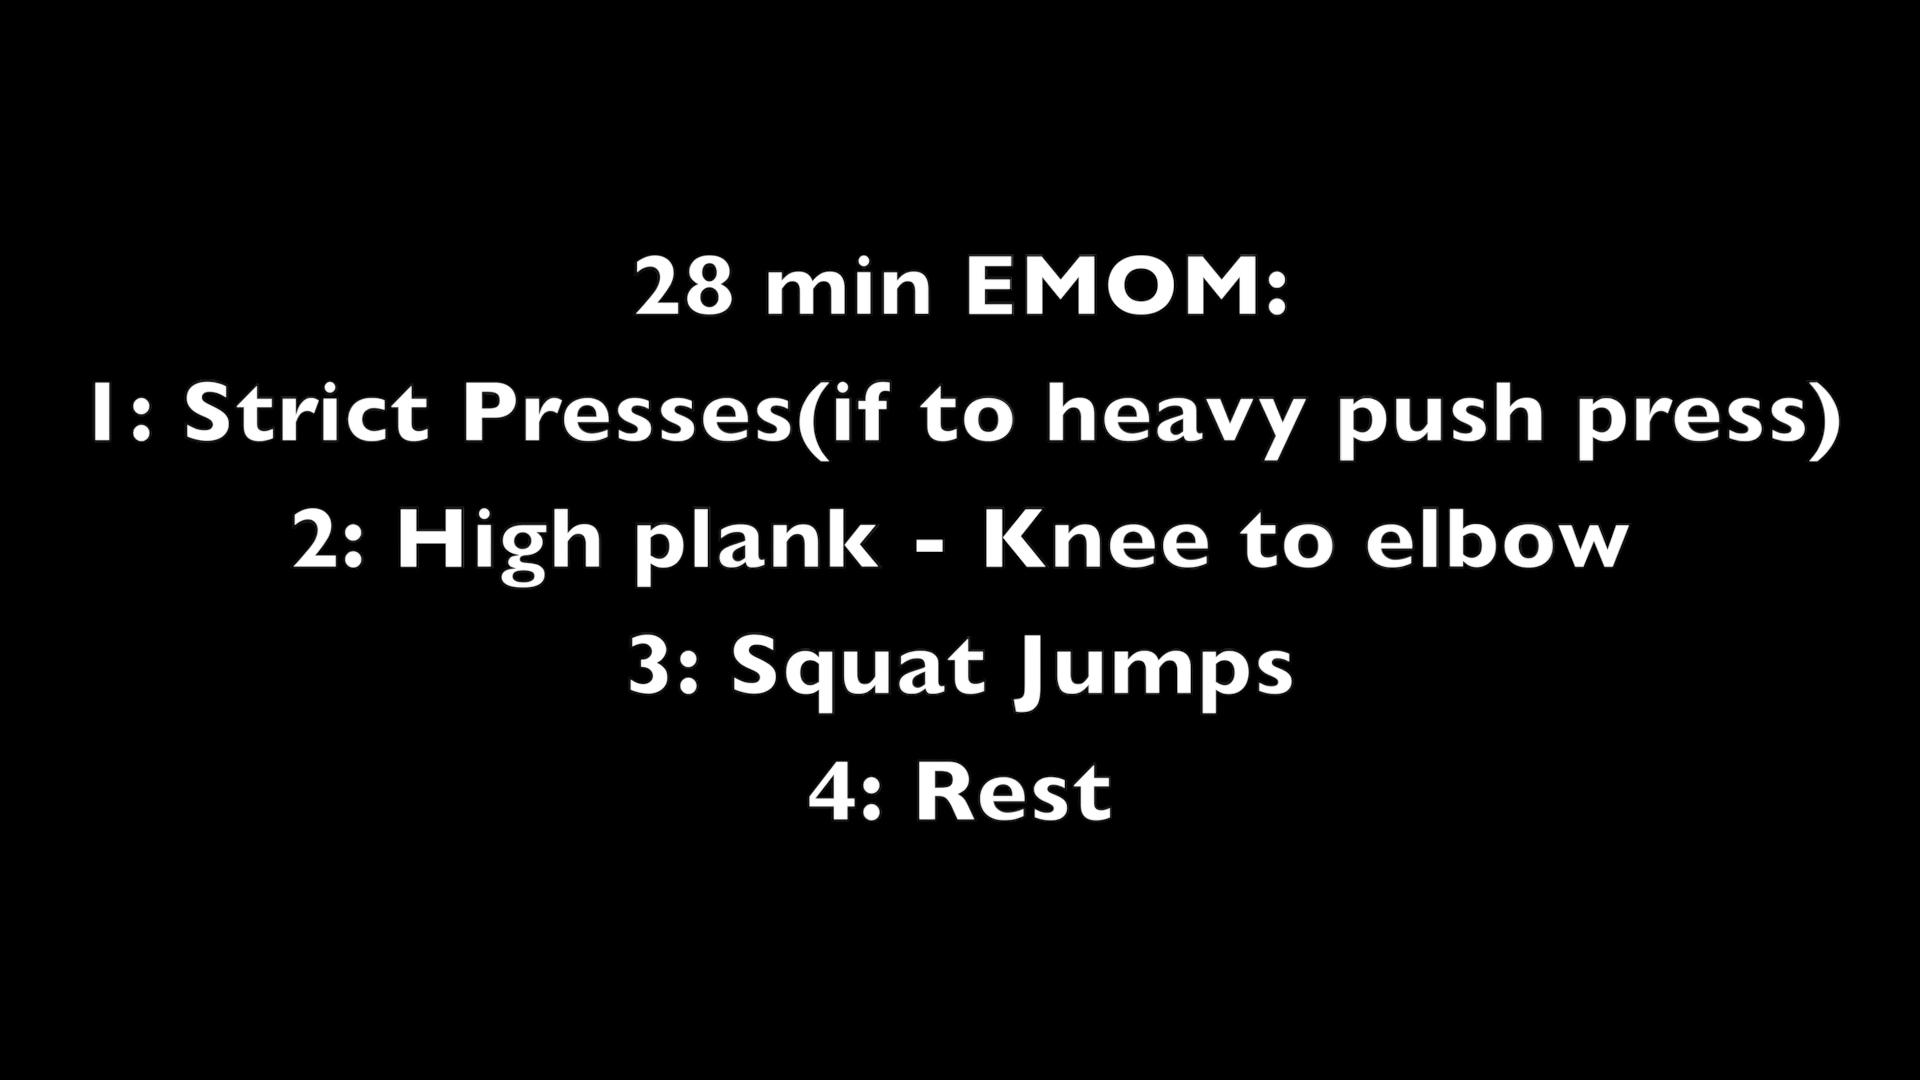 28 min EMOM:
1: Strict Presses(if to heavy push press)
2: High plank - Knee to elbow
3: Squat Jumps
4: Rest